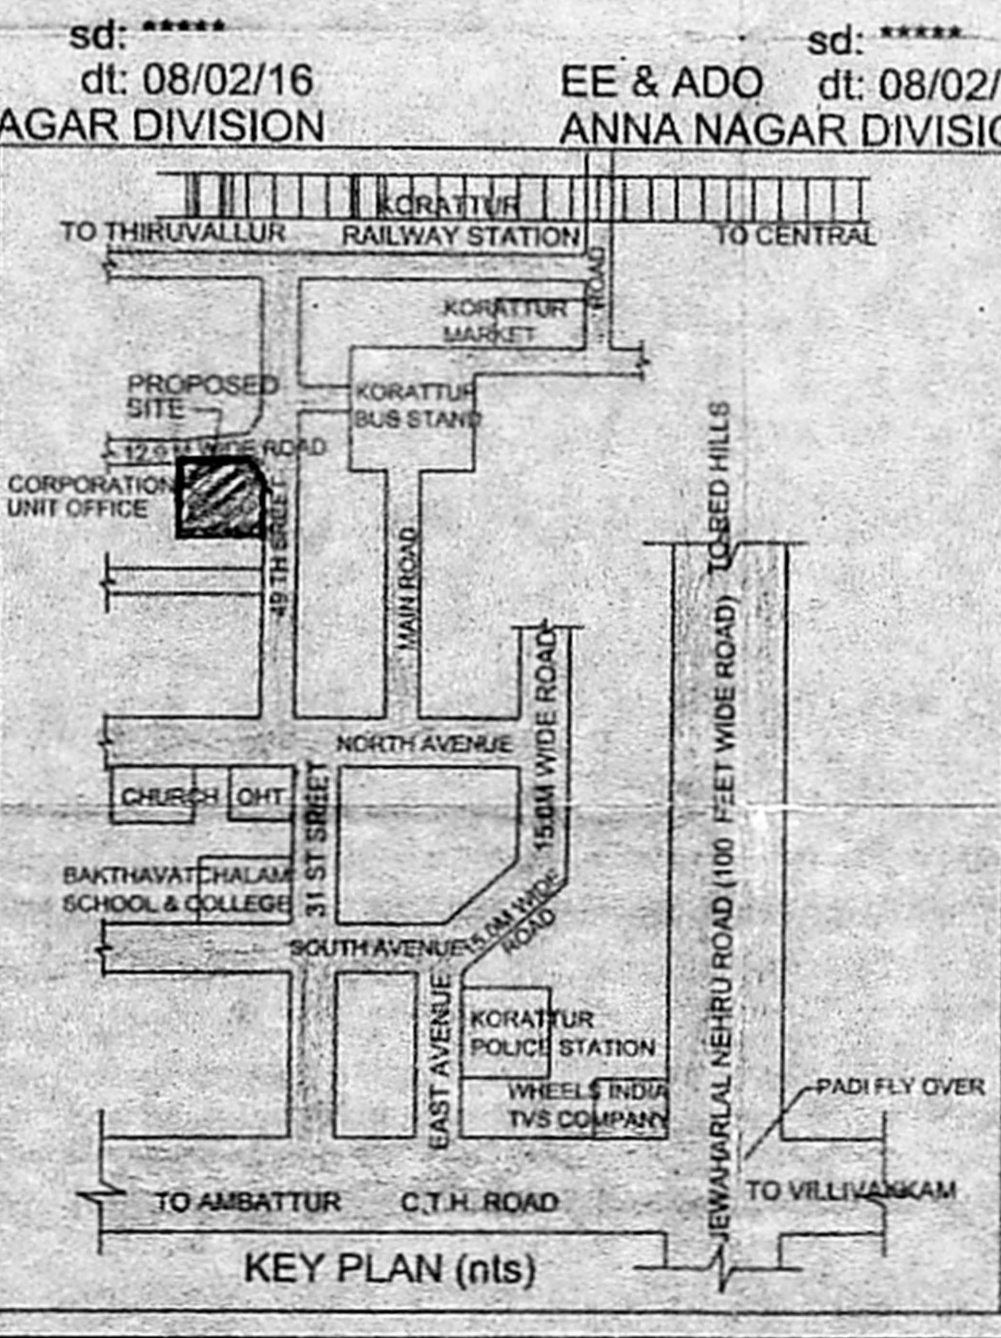 sd: *****
sd: *****
dt: 08/02/16
EE & ADO dt: 08/02/
AGAR DIVISION
ANNA NAGAR DIVISIO
KORATTUR
RAILWAY STATION
TO THIRUVALLUR
TO CENTRAL
ROAD
KORATTUR
MARKET
PROPOSED
SITE
KORATTUR
BUS STAND
12.0 M WIDE ROAD
CORPORATION
UNIT OFFICE
49 TH SREET
MAIN ROAD
TO RED HILLS
15.0M WIDE ROAD
NORTH AVENUE
CHURCH
OHT
31 ST SREET
BAKTHAVATCHALAM
SCHOOL & COLLEGE
SOUTH AVENUE
15.0M WIDE
ROAD
EAST AVENUE
KORATTUR
POLICE STATION
WHEELS INDIA
TVS COMPANY
JEWAHARLAL NEHRU ROAD (100 FEET WIDE ROAD)
PADI FLY OVER
TO AMBATTUR
C.T.H. ROAD
TO VILLIVAKKAM
KEY PLAN (nts)